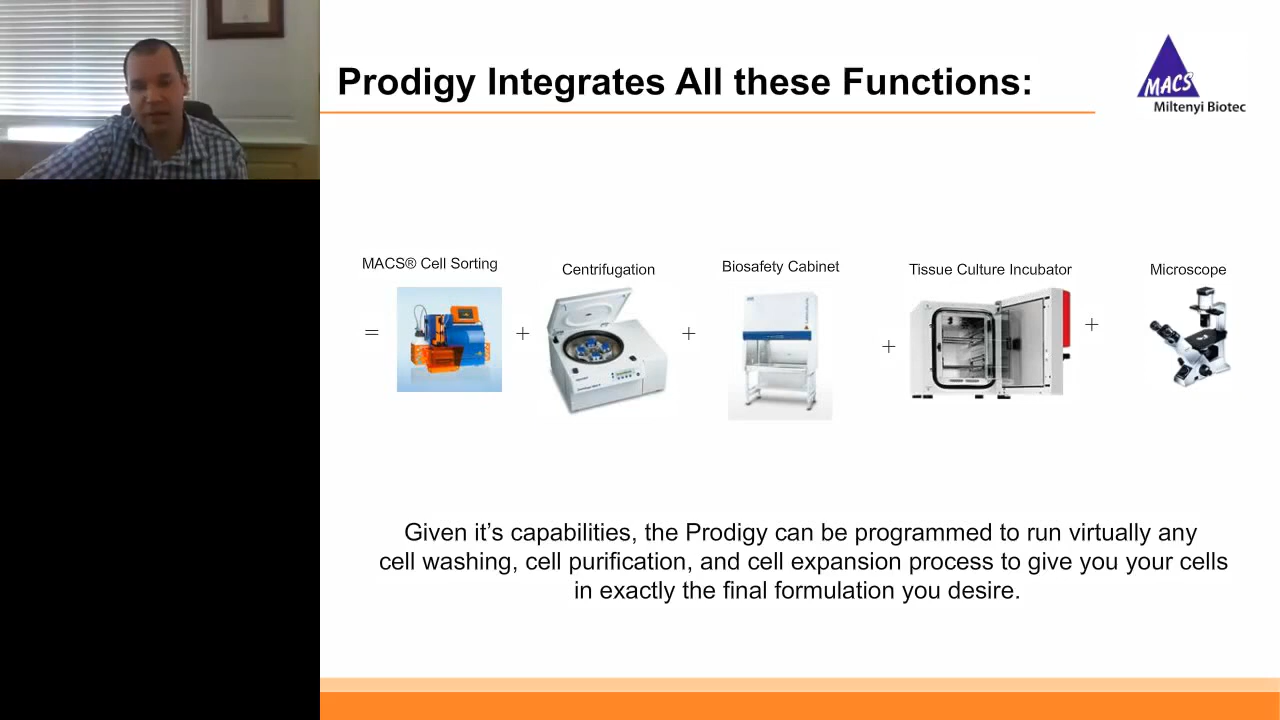 Prodigy Integrates All these Functions:
MACS
Miltenyi Biotec
MACS® Cell Sorting
Centrifugation
Biosafety Cabinet
Tissue Culture Incubator
Microscope
= + + + +
Given it’s capabilities, the Prodigy can be programmed to run virtually any
cell washing, cell purification, and cell expansion process to give you your cells
in exactly the final formulation you desire.